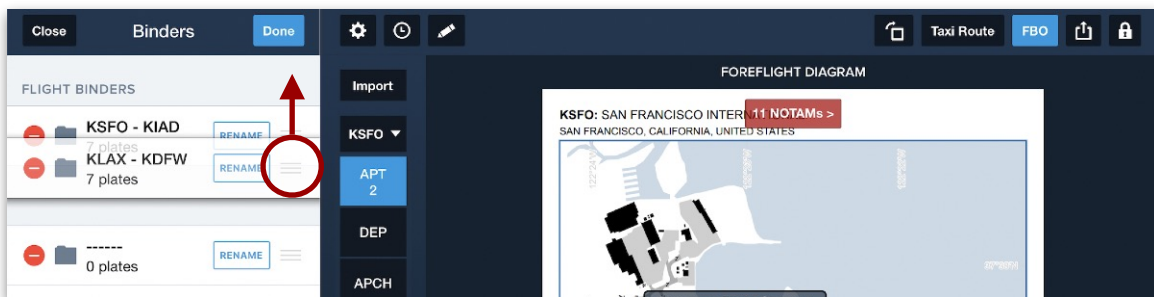 Close
Binders
Done
FLIGHT BINDERS
KSFO - KIAD
RENAME
7 plates
KLAX - KDFW
7 plates
RENAME
------
0 plates
RENAME
Import
KSFO
APT
2
DEP
APCH
Taxi Route
FBO
FOREFLIGHT DIAGRAM
11 NOTAMs >
KSFO: SAN FRANCISCO INTERN
SAN FRANCISCO, CALIFORNIA, UNITED STATES